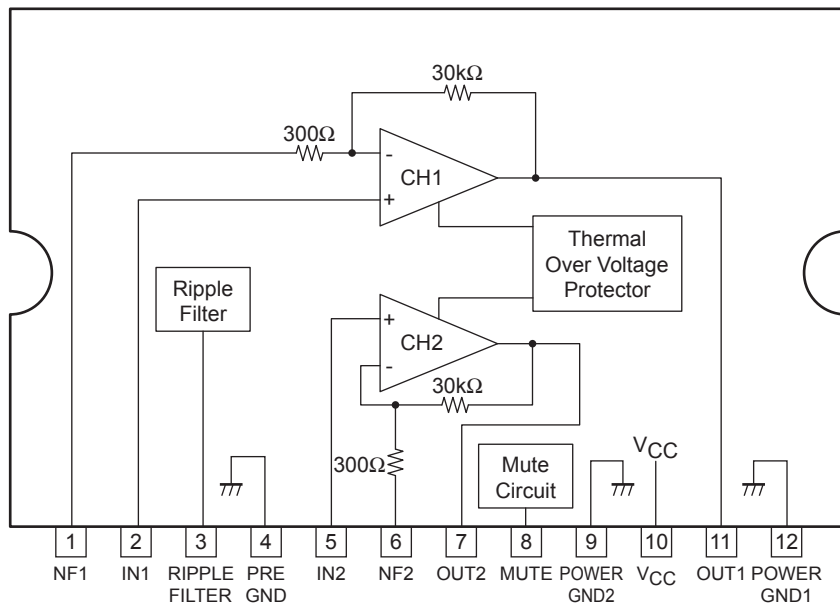 30kΩ
300Ω
-
CH1
+
Thermal
Over Voltage
Protector
Ripple
Filter
+
CH2
-
30kΩ
300Ω
Mute
Circuit
VCC
1
2
3
4
5
6
7
8
9
10
11
12
NF1
IN1
RIPPLE
FILTER
PRE
GND
IN2
NF2
OUT2
MUTE
POWER
GND2
VCC
OUT1
POWER
GND1